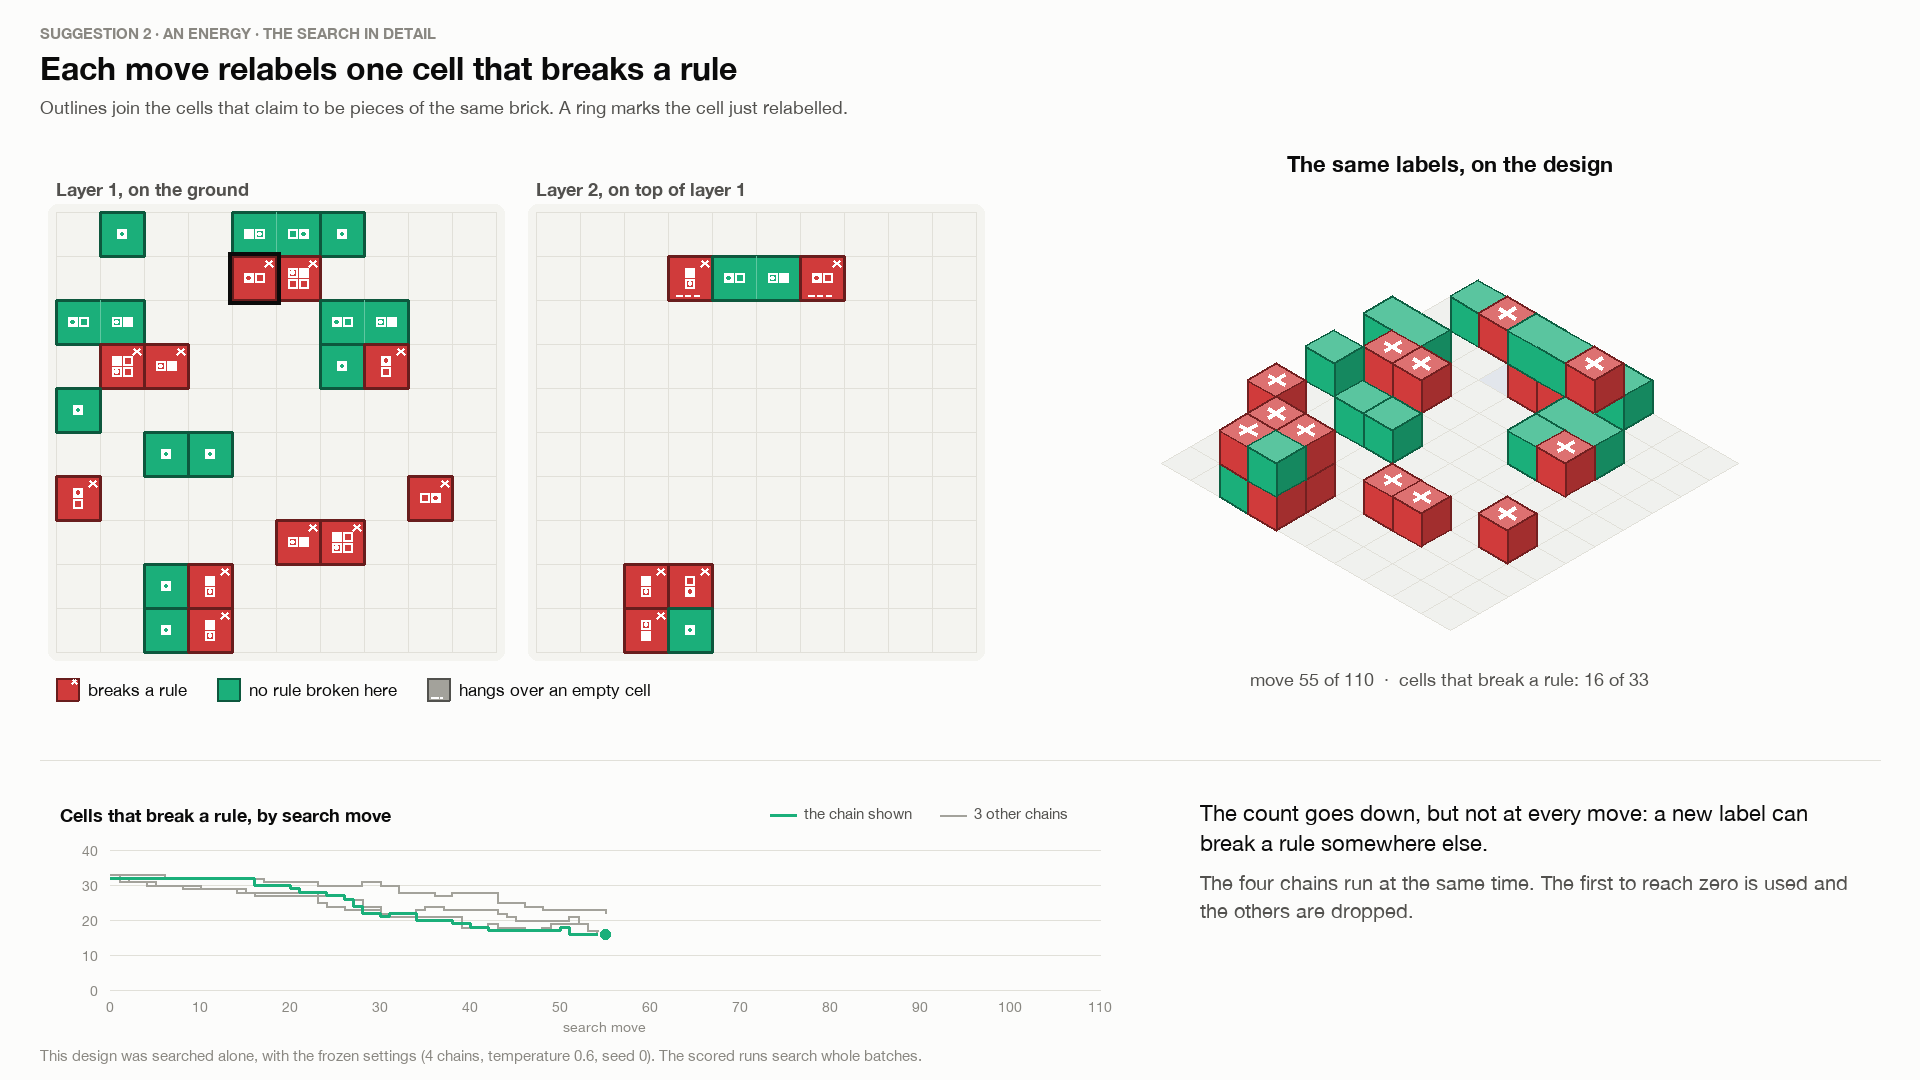 SUGGESTION 2 · AN ENERGY · THE SEARCH IN DETAIL
Each move relabels one cell that breaks a rule
Outlines join the cells that claim to be pieces of the same brick. A ring marks the cell just relabelled.
The same labels, on the design
Layer 1, on the ground
Layer 2, on top of layer 1
breaks a rule
no rule broken here
hangs over an empty cell
move 55 of 110 · cells that break a rule: 16 of 33
Cells that break a rule, by search move
the chain shown
3 other chains
40
30
20
10
0
0 10 20 30 40 50 60 70 80 90 100 110
search move
The count goes down, but not at every move: a new label can
break a rule somewhere else.
The four chains run at the same time. The first to reach zero is used and
the others are dropped.
This design was searched alone, with the frozen settings (4 chains, temperature 0.6, seed 0). The scored runs search whole batches.